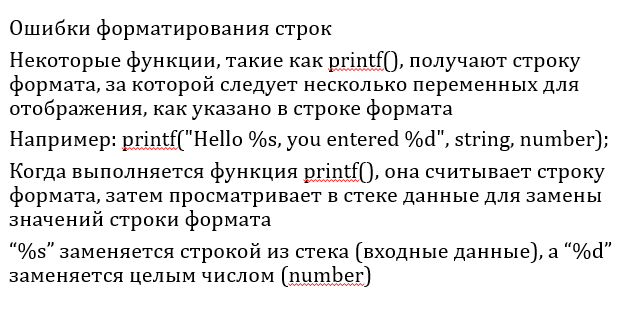 Ошибки форматирования строк
Некоторые функции, такие как printf(), получают строку
формата, за которой следует несколько переменных для
отображения, как указано в строке формата
Например: printf("Hello %s, you entered %d", string, number);
Когда выполняется функция printf(), она считывает строку
формата, затем просматривает в стеке данные для замены
значений строки формата
“%s” заменяется строкой из стека (входные данные), а “%d”
заменяется целым числом (number)